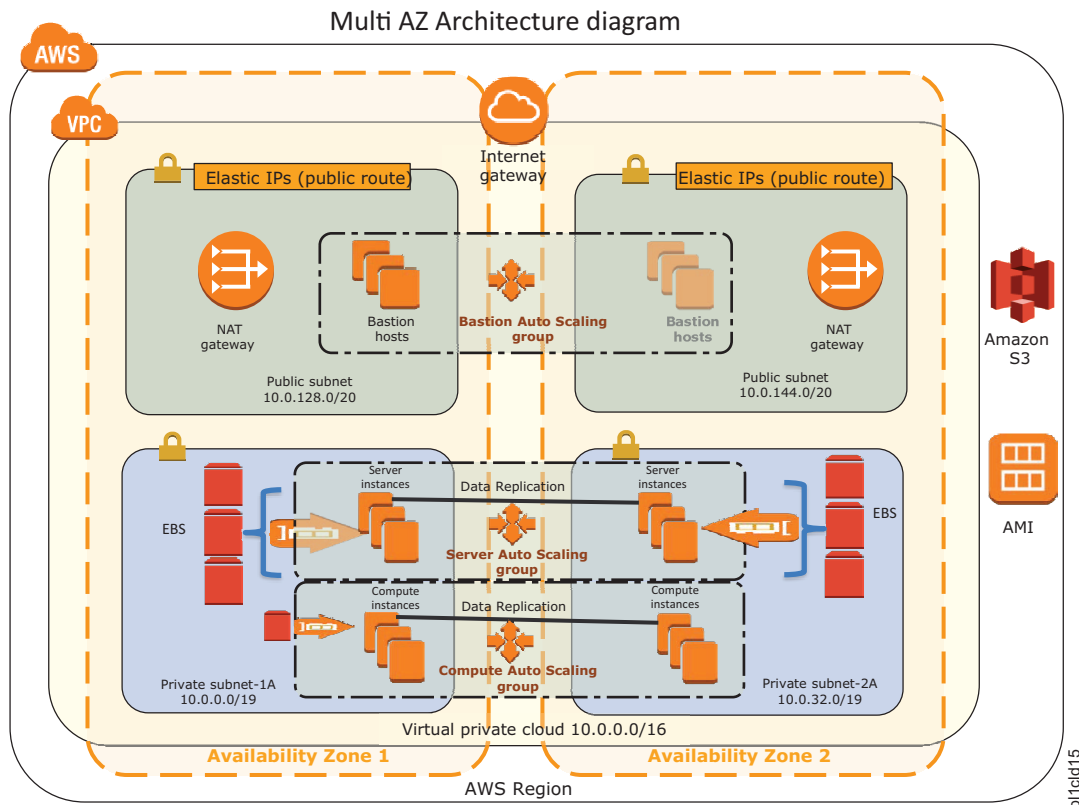 Multi AZ Architecture diagram
AWS
VPC
Internet
gateway
Elastic IPs (public route)
Elastic IPs (public route)
NAT
gateway
Bastion
hosts
Bastion Auto Scaling
group
Bastion
hosts
NAT
gateway
Public subnet
10.0.128.0/20
Public subnet
10.0.144.0/20
Amazon
S3
AMI
EBS
Server
instances
Data Replication
Server
instances
EBS
Server Auto Scaling
group
Compute
instances
Data Replication
Compute
instances
Compute Auto Scaling
group
Private subnet-1A
10.0.0.0/19
Private subnet-2A
10.0.32.0/19
Virtual private cloud 10.0.0.0/16
Availability Zone 1
Availability Zone 2
AWS Region
bl1cld15